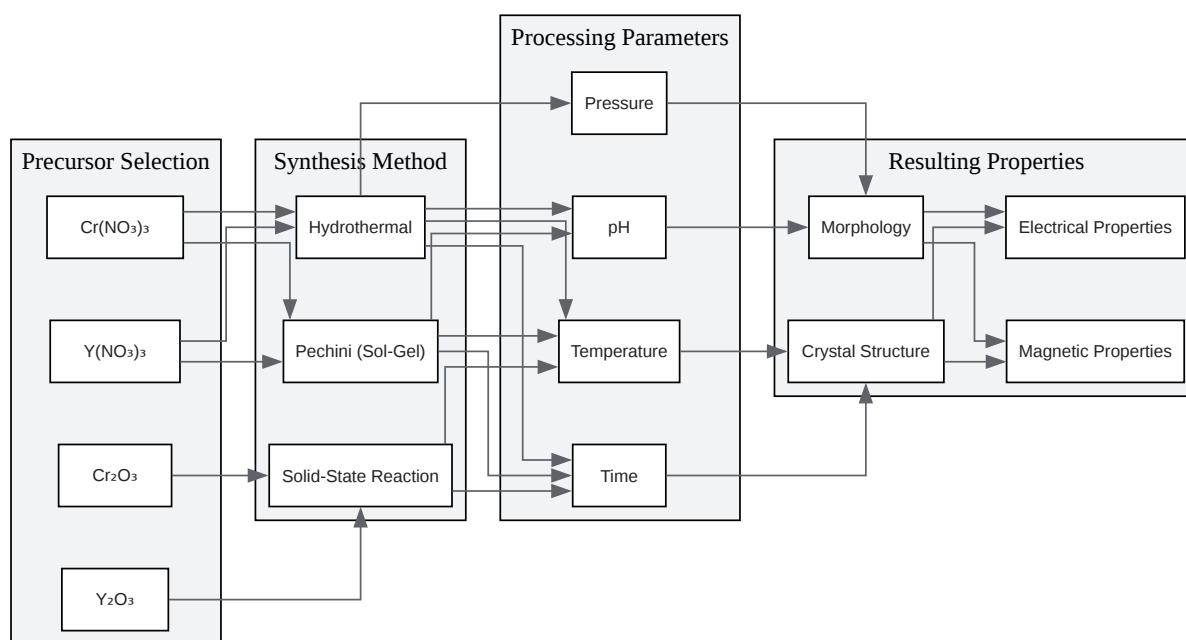 Precursor Selection
Cr(NO₃)₃
Y(NO₃)₃
Cr₂O₃
Y₂O₃
Synthesis Method
Hydrothermal
Pechini (Sol-Gel)
Solid-State Reaction
Processing Parameters
Pressure
pH
Temperature
Time
Resulting Properties
Morphology
Electrical Properties
Crystal Structure
Magnetic Properties